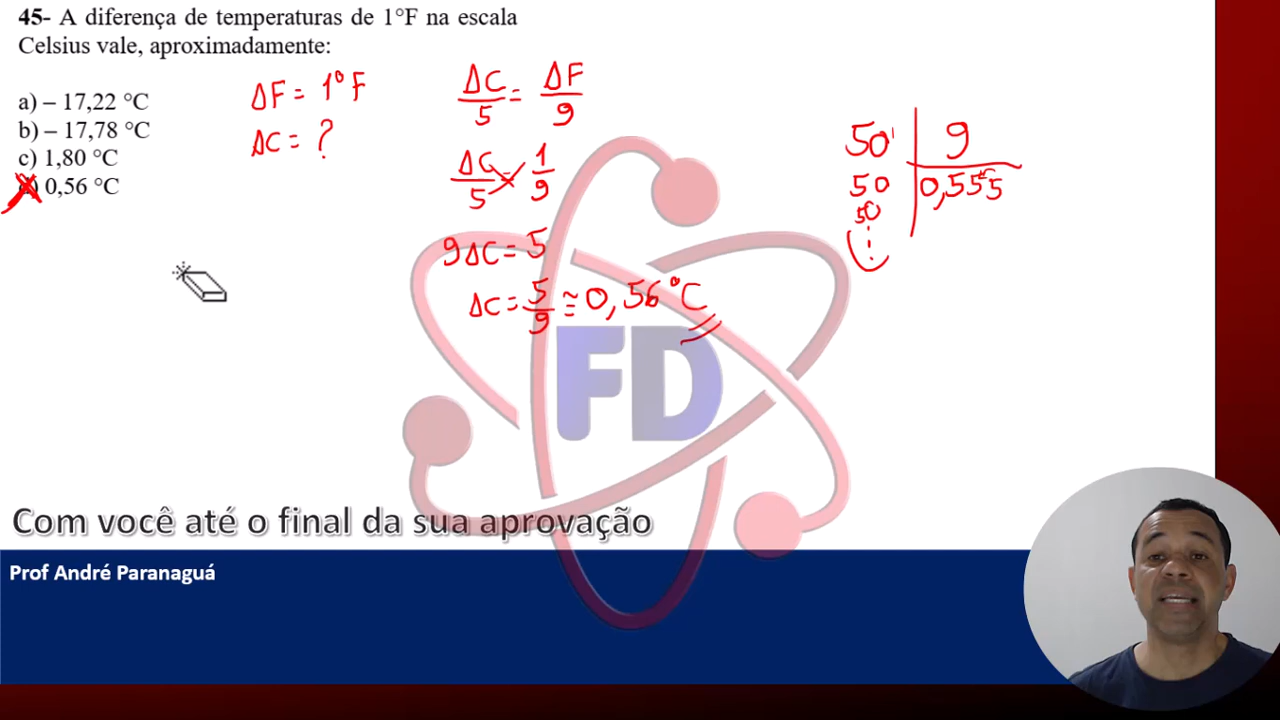 45- A diferença de temperaturas de 1°F na escala
Celsius vale, aproximadamente:
a) – 17,22 °C
b) – 17,78 °C
c) 1,80 °C
d) 0,56 °C
ΔF = 1° F
ΔC = ?
ΔC/5 = ΔF/9
ΔC/5 = 1/9
9ΔC = 5
ΔC = 5/9 ≅ 0,56°C
50 | 9
50 0,555
50
FD
Com você até o final da sua aprovação
Prof André Paranaguá